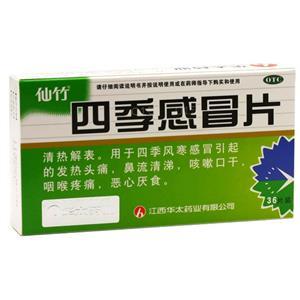 仙竹
请仔细阅读说明书并按说明使用或在药师指导下购买和使用
OTC
四季感冒片
清热解表。用于四季风寒感冒引起
的发热头痛，鼻流清涕，咳嗽口干，
咽喉疼痛，恶心厌食。
江西华太药业有限公司
36片装